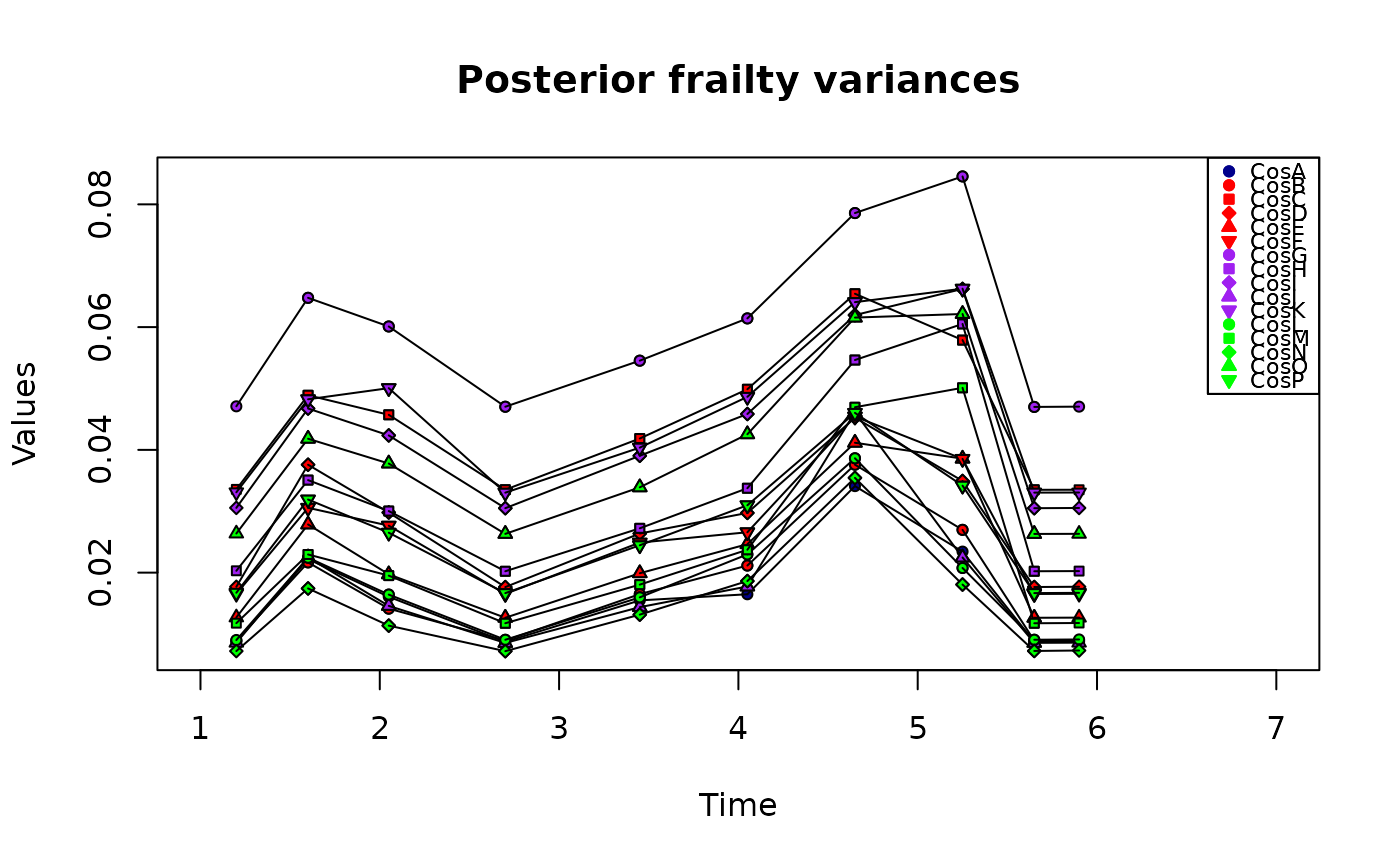 Posterior frailty variances
Values
0.08
0.06
0.04
0.02
1 2 3 4 5 6 7
Time
CosA
CosB
CosC
CosD
CosE
CosF
CosG
CosH
CosI
CosJ
CosK
CosL
CosM
CosN
CosO
CosP